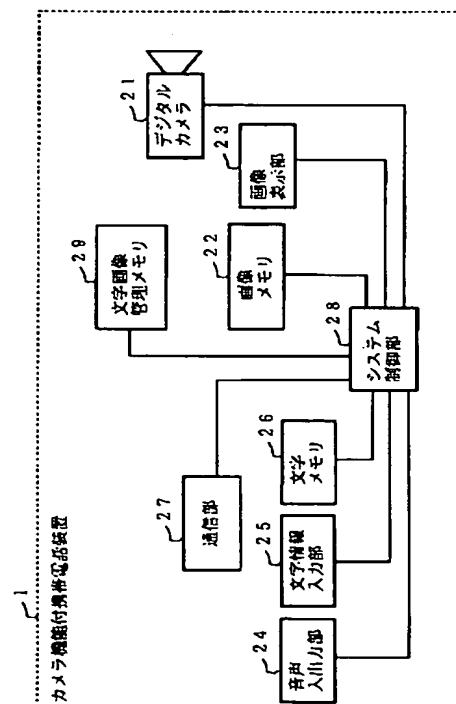 1
カメラ機能付携帯電話装置
21
デジタル
カメラ
23
画像
表示部
29
文字画像
管理メモリ
22
画像
メモリ
28
システム
制御部
27
通信部
26
文字
メモリ
25
文字情報
入力部
24
音声
入出力部